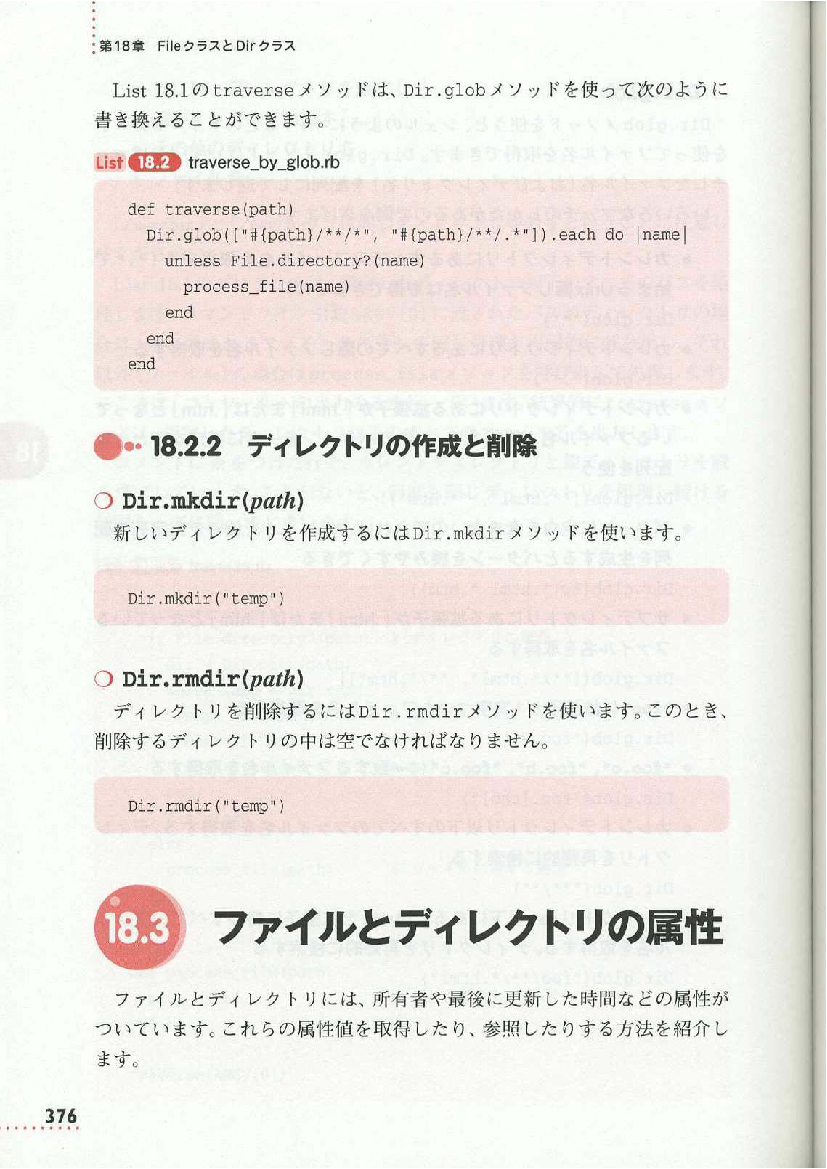 第18章 FileクラスとDirクラス
List 18.1のtraverseメソッドは、Dir.globメソッドを使って次のように
書き換えることができます。
List 18.2 traverse_by_glob.rb
def traverse(path)
  Dir.glob(["#{path}/**/*", "#{path}/**/.*"]).each do |name|
    unless File.directory?(name)
      process_file(name)
    end
  end
end
18.2.2 ディレクトリの作成と削除
Dir.mkdir(path)
新しいディレクトリを作成するにはDir.mkdirメソッドを使います。
Dir.mkdir("temp")
Dir.rmdir(path)
ディレクトリを削除するにはDir.rmdirメソッドを使います。このとき、
削除するディレクトリの中は空でなければなりません。
Dir.rmdir("temp")
18.3 ファイルとディレクトリの属性
ファイルとディレクトリには、所有者や最後に更新した時間などの属性が
ついています。これらの属性値を取得したり、参照したりする方法を紹介し
ます。
376